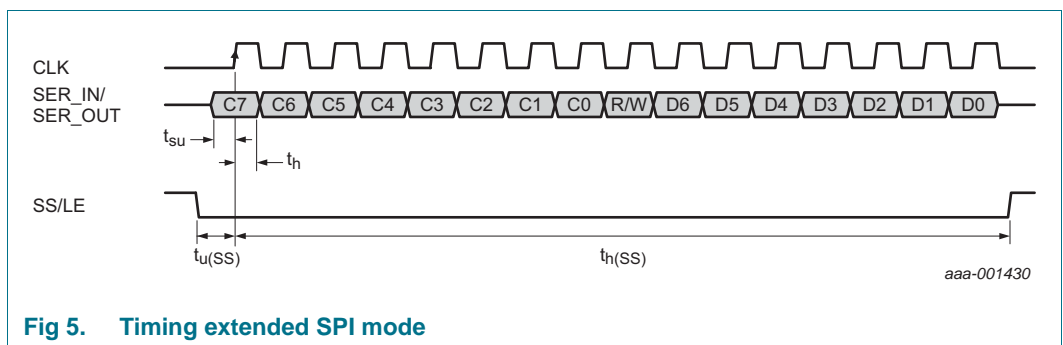 CLK
SER_IN/
SER_OUT
C7 C6 C5 C4 C3 C2 C1 C0 R/W D6 D5 D4 D3 D2 D1 D0
tsu
th
SS/LE
tu(SS)
th(SS)
aaa-001430
Fig 5. Timing extended SPI mode